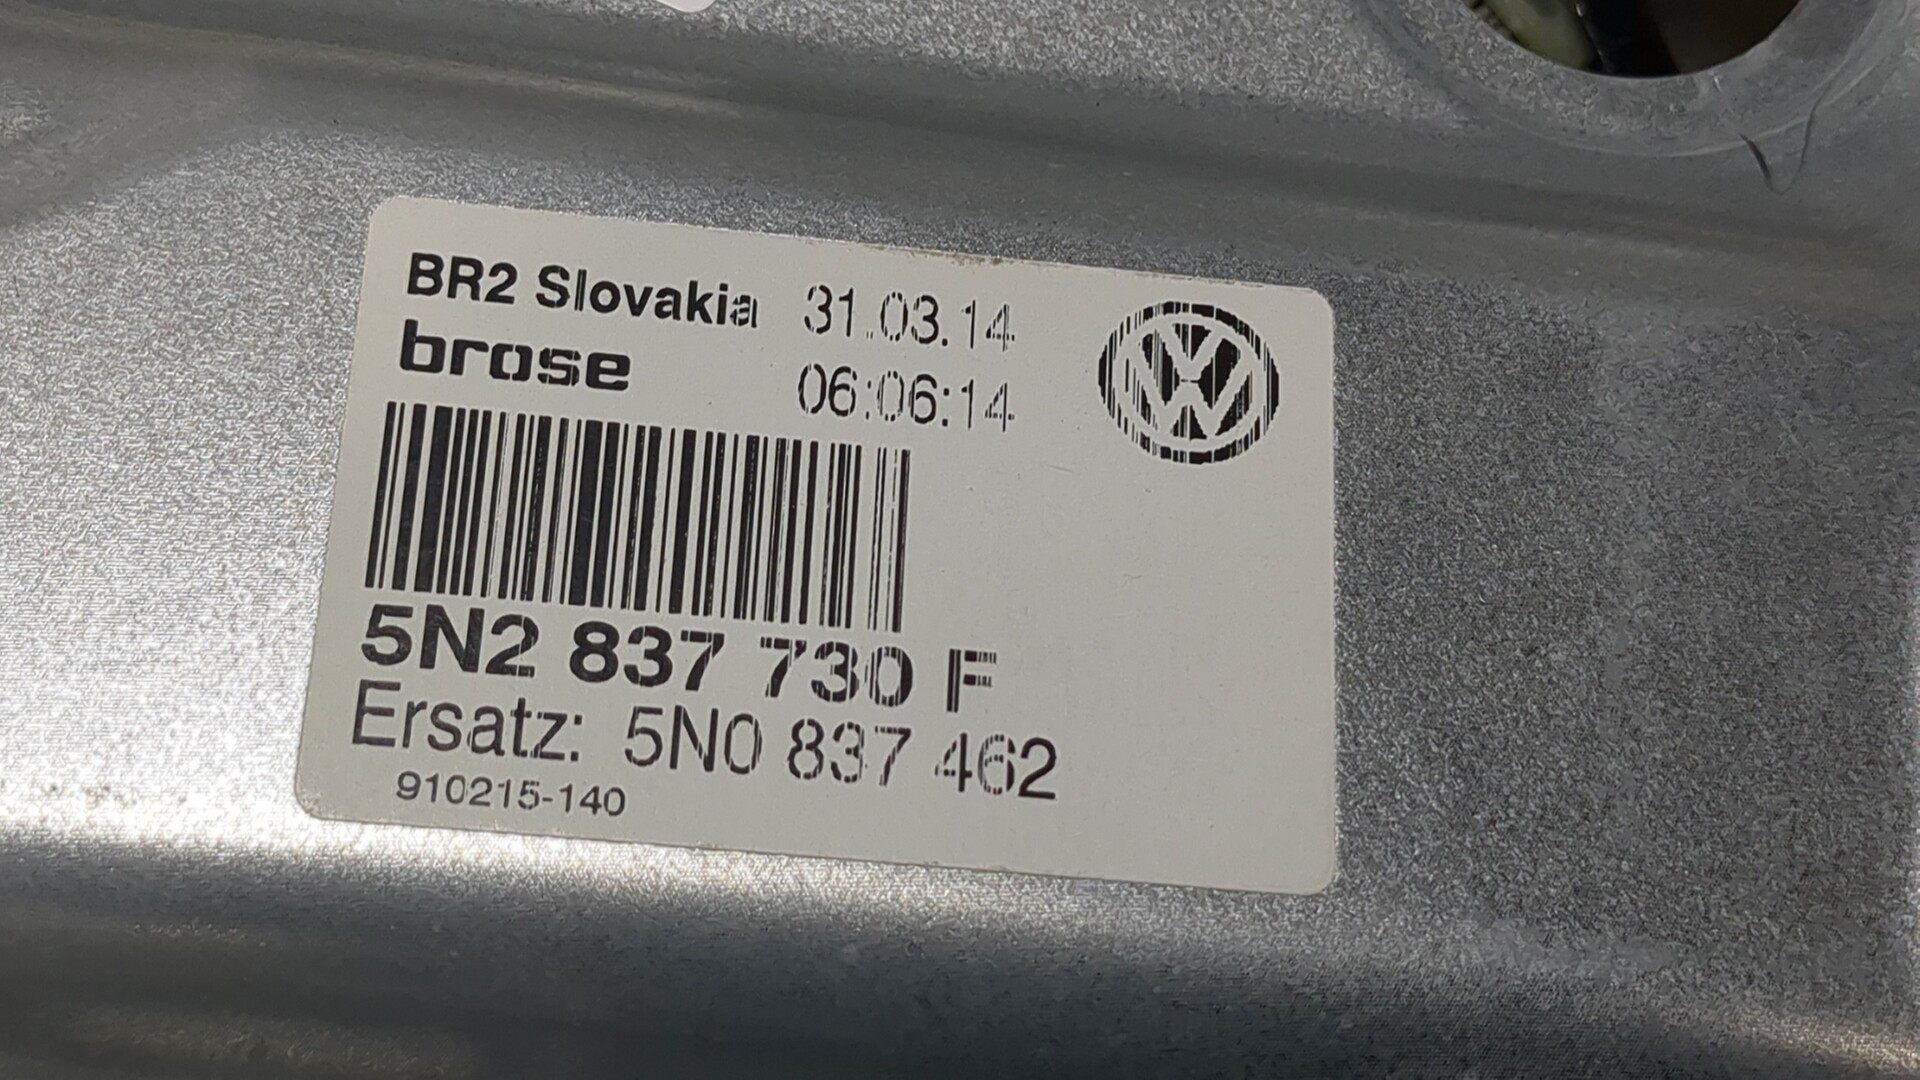 BR2 Slovakia 31.03.14
brose 06:06:14
5N2 837 730 F
Ersatz: 5N0 837 462
910215-140